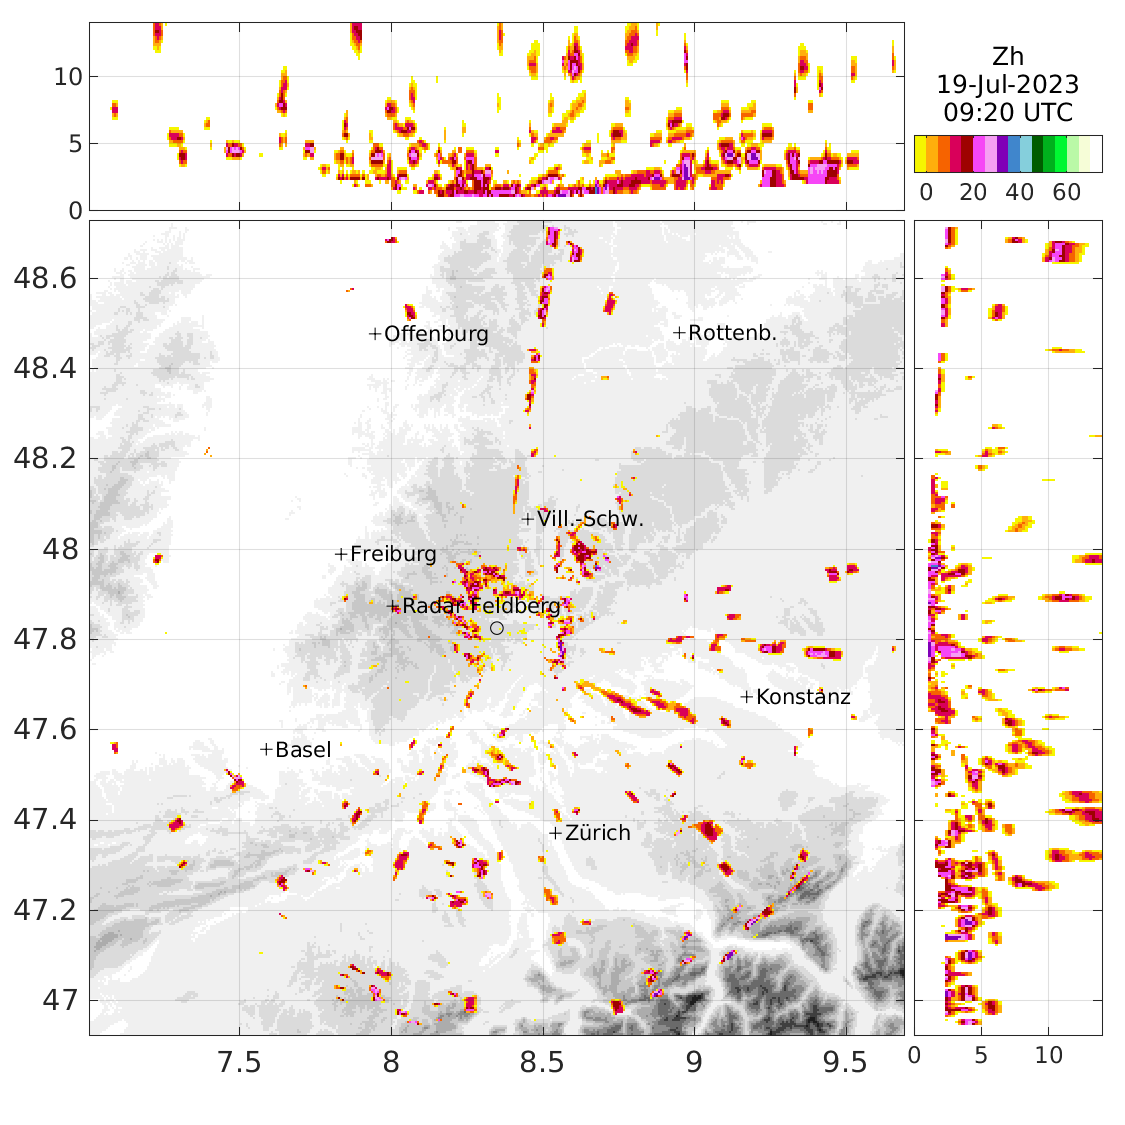 10
5
0
Zh
19-Jul-2023
09:20 UTC
0 20 40 60
48.6
48.4
48.2
48
47.8
47.6
47.4
47.2
47
+Offenburg
+Rottenb.
+Vill.-Schw.
+Freiburg
+Radar Feldberg
+Konstanz
+Basel
+Zürich
7.5 8 8.5 9 9.5
0 5 10